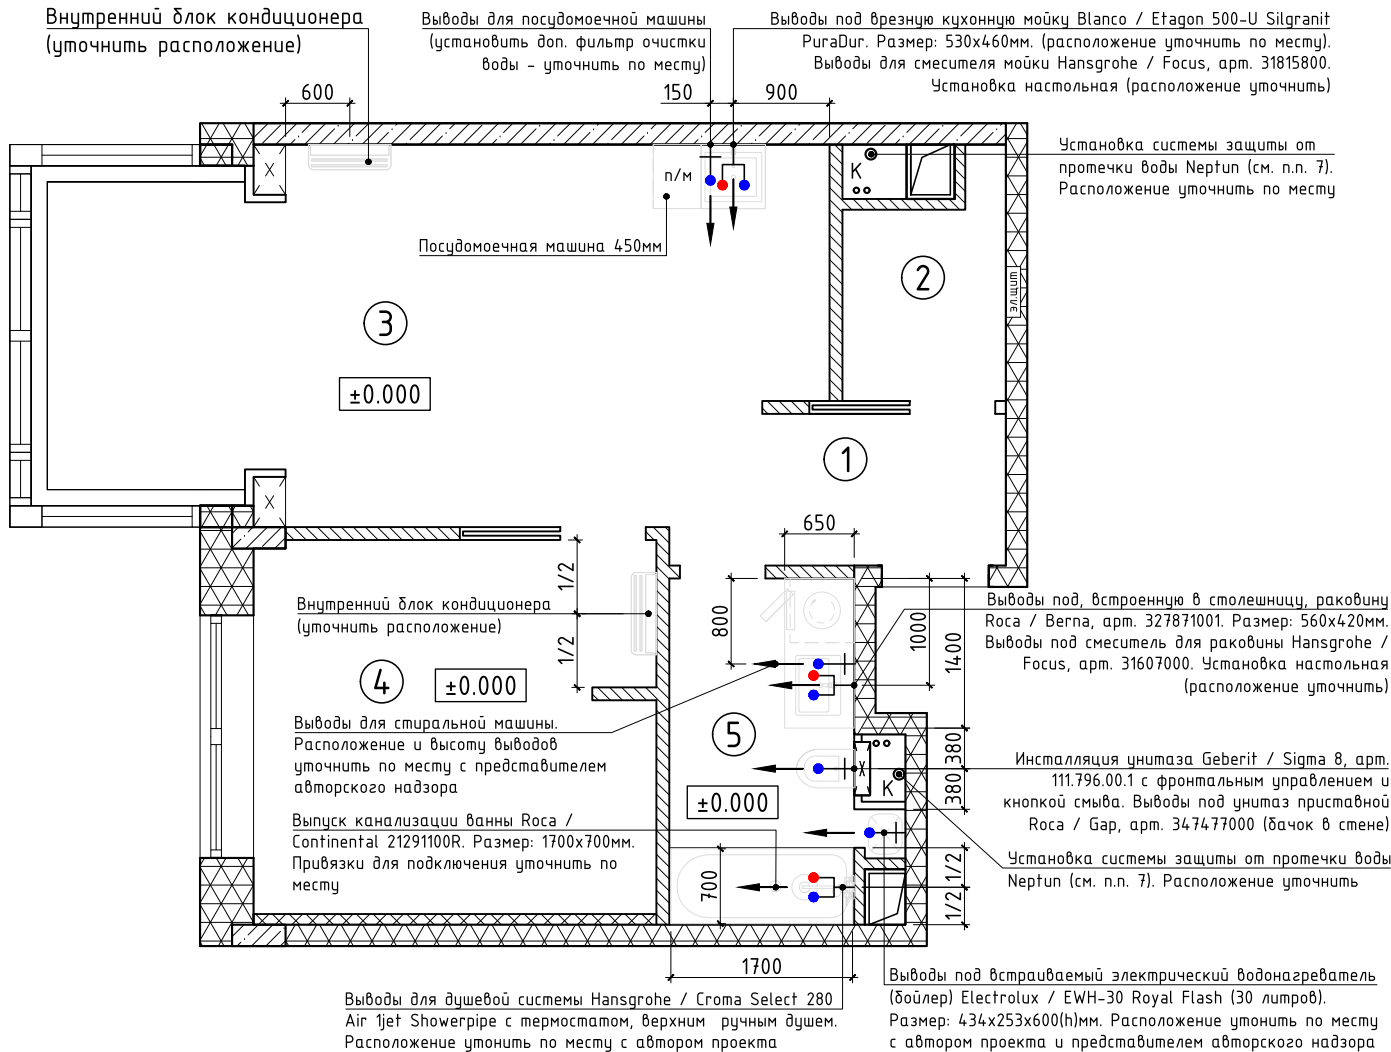 Внутренний блок кондиционера
(уточнить расположение)
Выводы для посудомоечной машины
(установить доп. фильтр очистки
воды - уточнить по месту)
Выводы под врезную кухонную мойку Blanco / Etagon 500-U Silgranit
PuraDur. Размер: 530х460мм. (расположение уточнить по месту).
Выводы для смесителя мойки Hansgrohe / Focus, арт. 31815800.
Установка настольная (расположение уточнить)
600
150
900
Установка системы защиты от
протечки воды Neptun (см. п.п. 7).
Расположение уточнить по месту
К
п/м
Посудомоечная машина 450мм
2
эл.щит
3
±0.000
1
650
1/2
1/2
800
1000
1400
Внутренний блок кондиционера
(уточнить расположение)
Выводы под, встроенную в столешницу, раковину
Roca / Berna, арт. 327871001. Размер: 560х420мм.
Выводы под смеситель для раковины Hansgrohe /
Focus, арт. 31607000. Установка настольная
(расположение уточнить)
4
±0.000
Выводы для стиральной машины.
Расположение и высоту выводов
уточнить по месту с представителем
авторского надзора
5
±0.000
380
380
К
Инсталляция унитаза Geberit / Sigma 8, арт.
111.796.00.1 с фронтальным управлением и
кнопкой смыва. Выводы под унитаз приставной
Roca / Gap, арт. 347477000 (бачок в стене)
Выпуск канализации ванны Roca /
Continental 21291100R. Размер: 1700х700мм.
Привязки для подключения уточнить по
месту
Установка системы защиты от протечки воды
Neptun (см. п.п. 7). Расположение уточнить
700
1/2
1/2
1700
Выводы для душевой системы Hansgrohe / Croma Select 280
Air 1jet Showerpipe с термостатом, верхним ручным душем.
Расположение утонить по месту с автором проекта
Выводы под встраиваемый электрический водонагреватель
(бойлер) Electrolux / EWH-30 Royal Flash (30 литров).
Размер: 434х253х600(h)мм. Расположение утонить по месту
с автором проекта и представителем авторского надзора